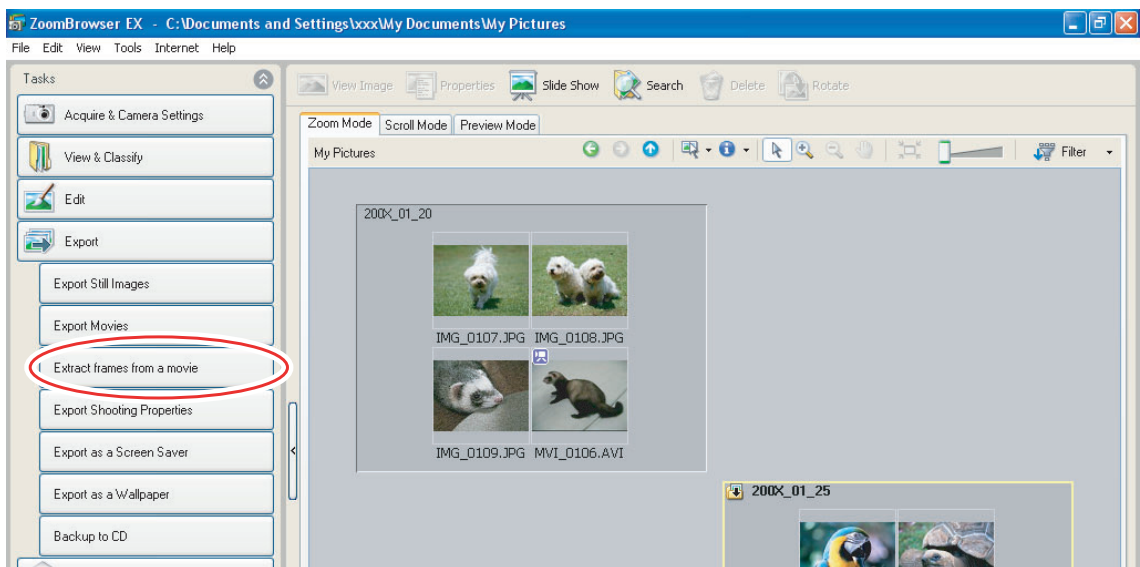 ZoomBrowser EX - C:\Documents and Settings\xxx\My Documents\My Pictures
File Edit View Tools Internet Help
Tasks
Acquire & Camera Settings
View & Classify
Edit
Export
Export Still Images
Export Movies
Extract frames from a movie
Export Shooting Properties
Export as a Screen Saver
Export as a Wallpaper
Backup to CD
View Image Properties Slide Show Search Delete Rotate
Zoom Mode Scroll Mode Preview Mode
My Pictures Filter
200X_01_20
IMG_0107.JPG IMG_0108.JPG
IMG_0109.JPG MVI_0106.AVI
200X_01_25